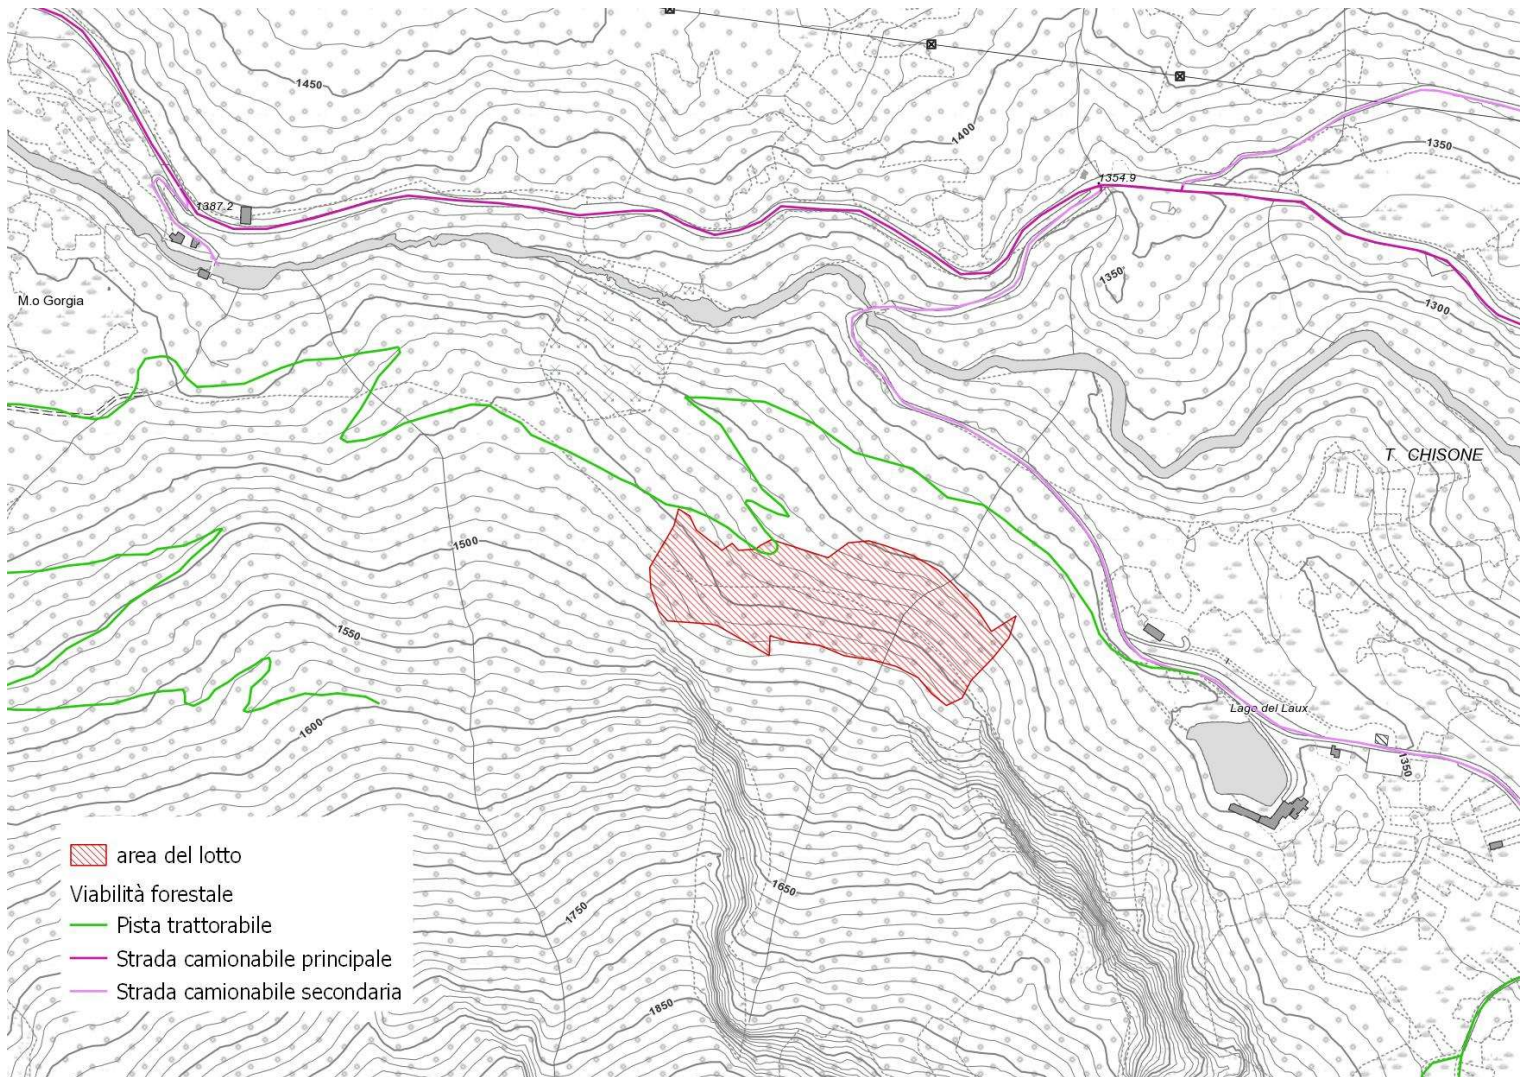 1450
1400
1350
1387.2
1354.9
1350
M.o Gorgia
1300
T. CHISONE
1500
1550
Lago del Laux
1600
1350
area del lotto
Viabilità forestale
Pista trattorabile
Strada camionabile principale
Strada camionabile secondaria
1650
1750
1850